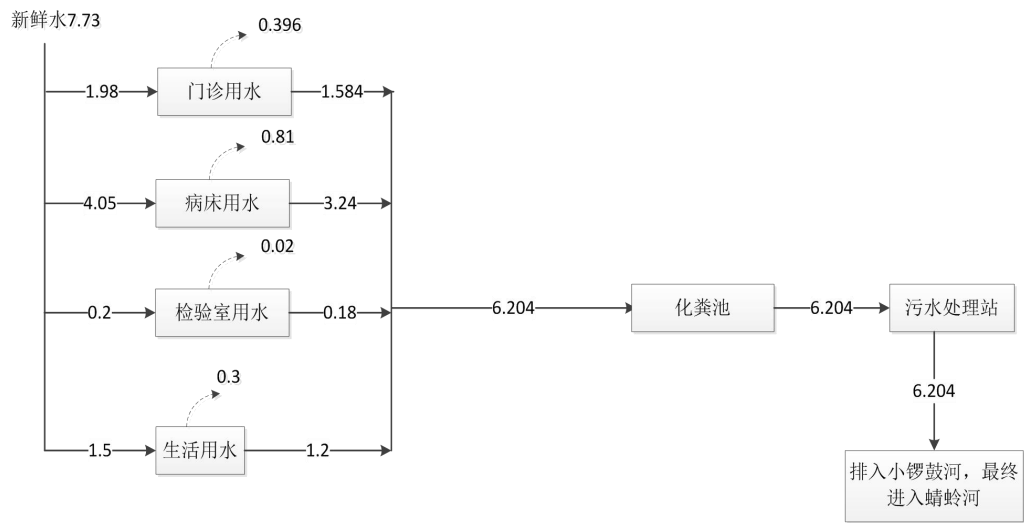 新鲜水7.73
0.396
1.98
门诊用水
1.584
0.81
4.05
病床用水
3.24
0.02
0.2
检验室用水
0.18
6.204
化粪池
6.204
污水处理站
0.3
6.204
1.5
生活用水
1.2
排入小锣鼓河，最终
进入蜻蛉河